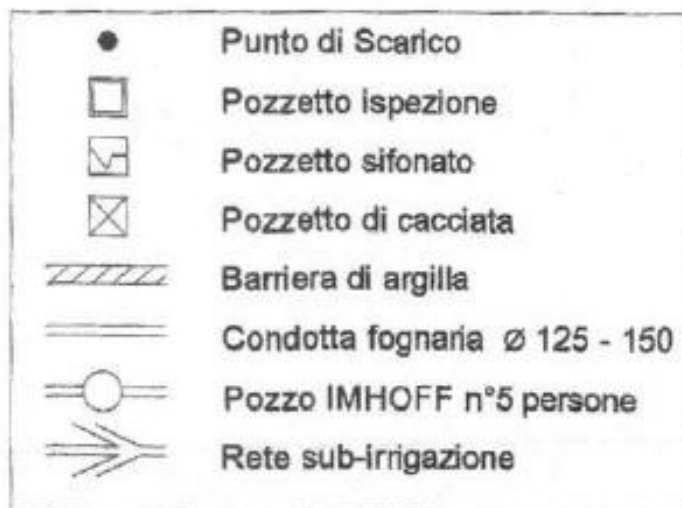 Punto di Scarico
Pozzetto ispezione
Pozzetto sifonato
Pozzetto di cacciata
Barriera di argilla
Condotta fognaria Ø 125 - 150
Pozzo IMHOFF n°5 persone
Rete sub-irrigazione